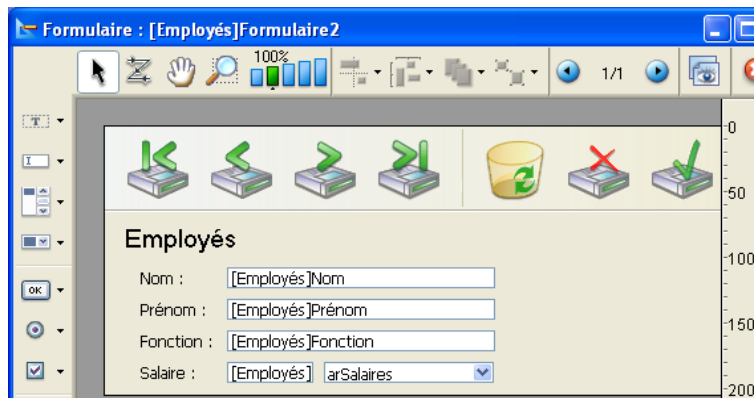 Formulaire : [Employés]Formulaire2
100%
1/1
T
I
OK
0
50
100
150
200
Employés
Nom : [Employés]Nom
Prénom : [Employés]Prénom
Fonction : [Employés]Fonction
Salaire : [Employés] arSalaires